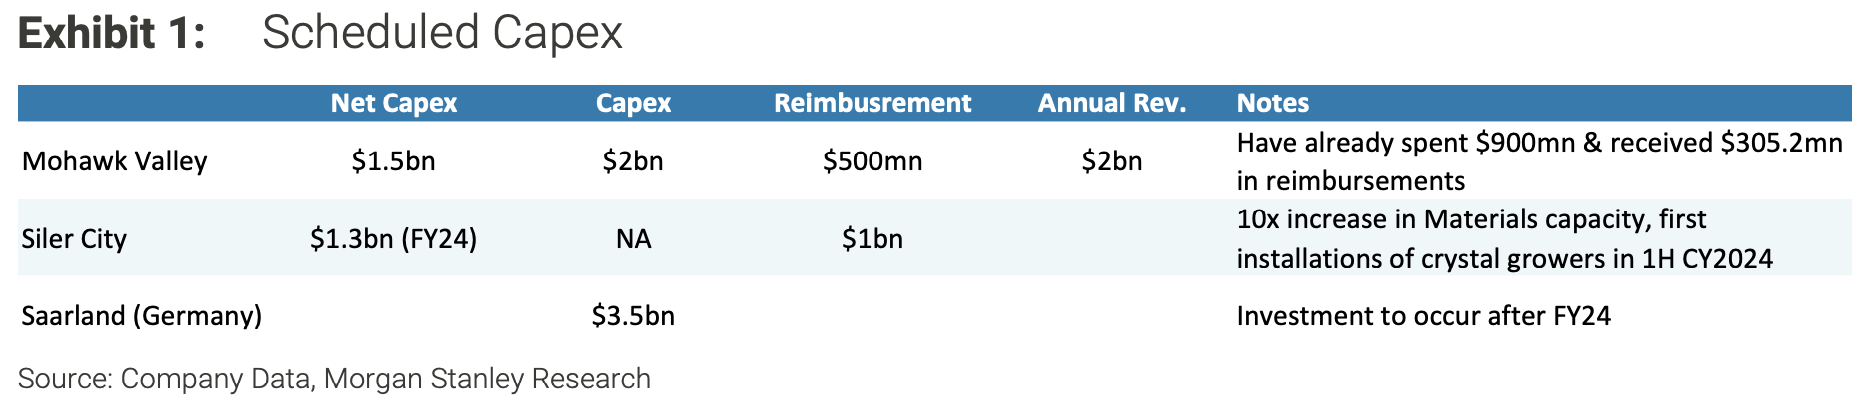 Exhibit 1: Scheduled Capex
Net Capex Capex Reimbusrement Annual Rev. Notes
Mohawk Valley $1.5bn $2bn $500mn $2bn Have already spent $900mn & received $305.2mn
in reimbursements
Siler City $1.3bn (FY24) NA $1bn 10x increase in Materials capacity, first
installations of crystal growers in 1H CY2024
Saarland (Germany) $3.5bn Investment to occur after FY24
Source: Company Data, Morgan Stanley Research